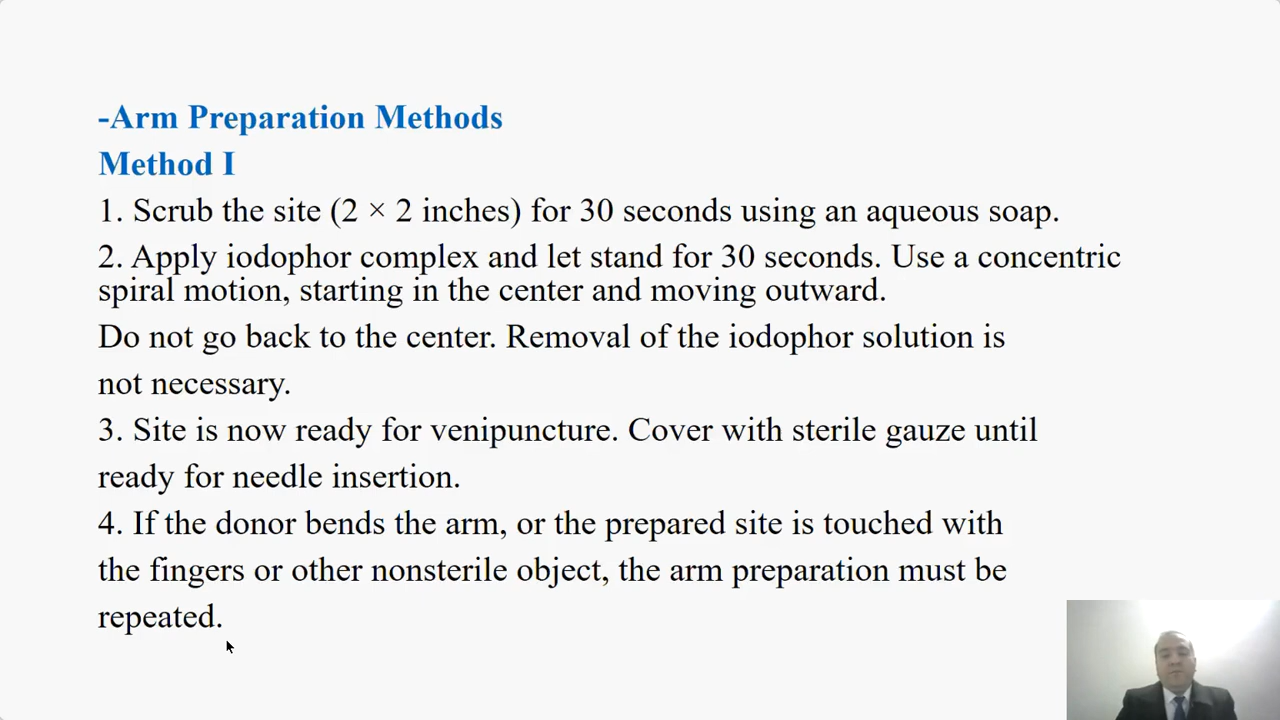 -Arm Preparation Methods
Method I
1. Scrub the site (2 × 2 inches) for 30 seconds using an aqueous soap.
2. Apply iodophor complex and let stand for 30 seconds. Use a concentric
spiral motion, starting in the center and moving outward.
Do not go back to the center. Removal of the iodophor solution is
not necessary.
3. Site is now ready for venipuncture. Cover with sterile gauze until
ready for needle insertion.
4. If the donor bends the arm, or the prepared site is touched with
the fingers or other nonsterile object, the arm preparation must be
repeated.